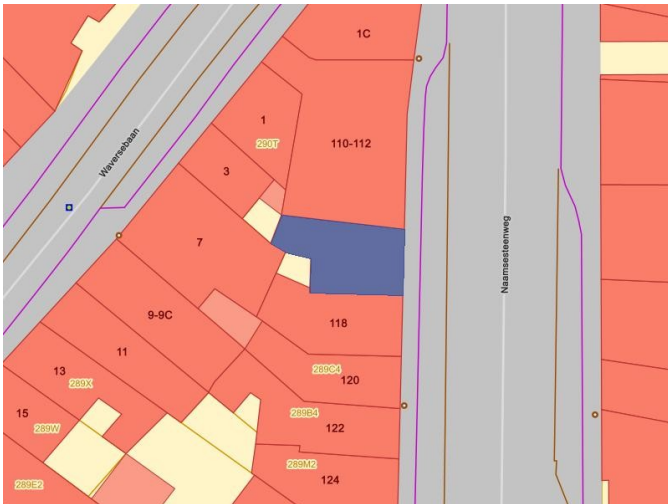 1C
1
290T
110-112
3
Waversebaan
7
Naamsesteenweg
9-9C
118
11
289C4
120
13
289X
289B4
122
15
289W
289M2
124
289E2